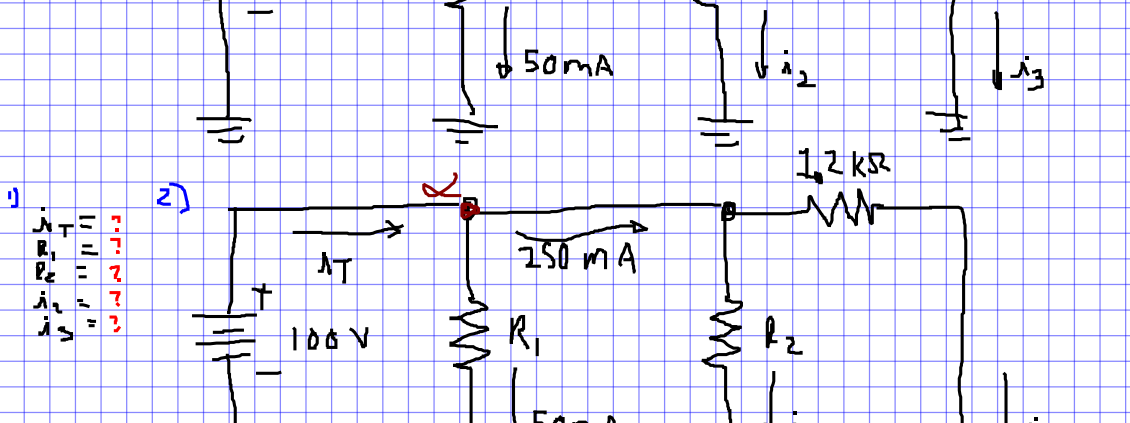 50mA
i2
i3
1.2 kΩ
α
1)
2)
iT = ?
R1 = ?
R2 = ?
i2 = ?
i3 = ?
iT
250 mA
+
100 V
−
R1
R2